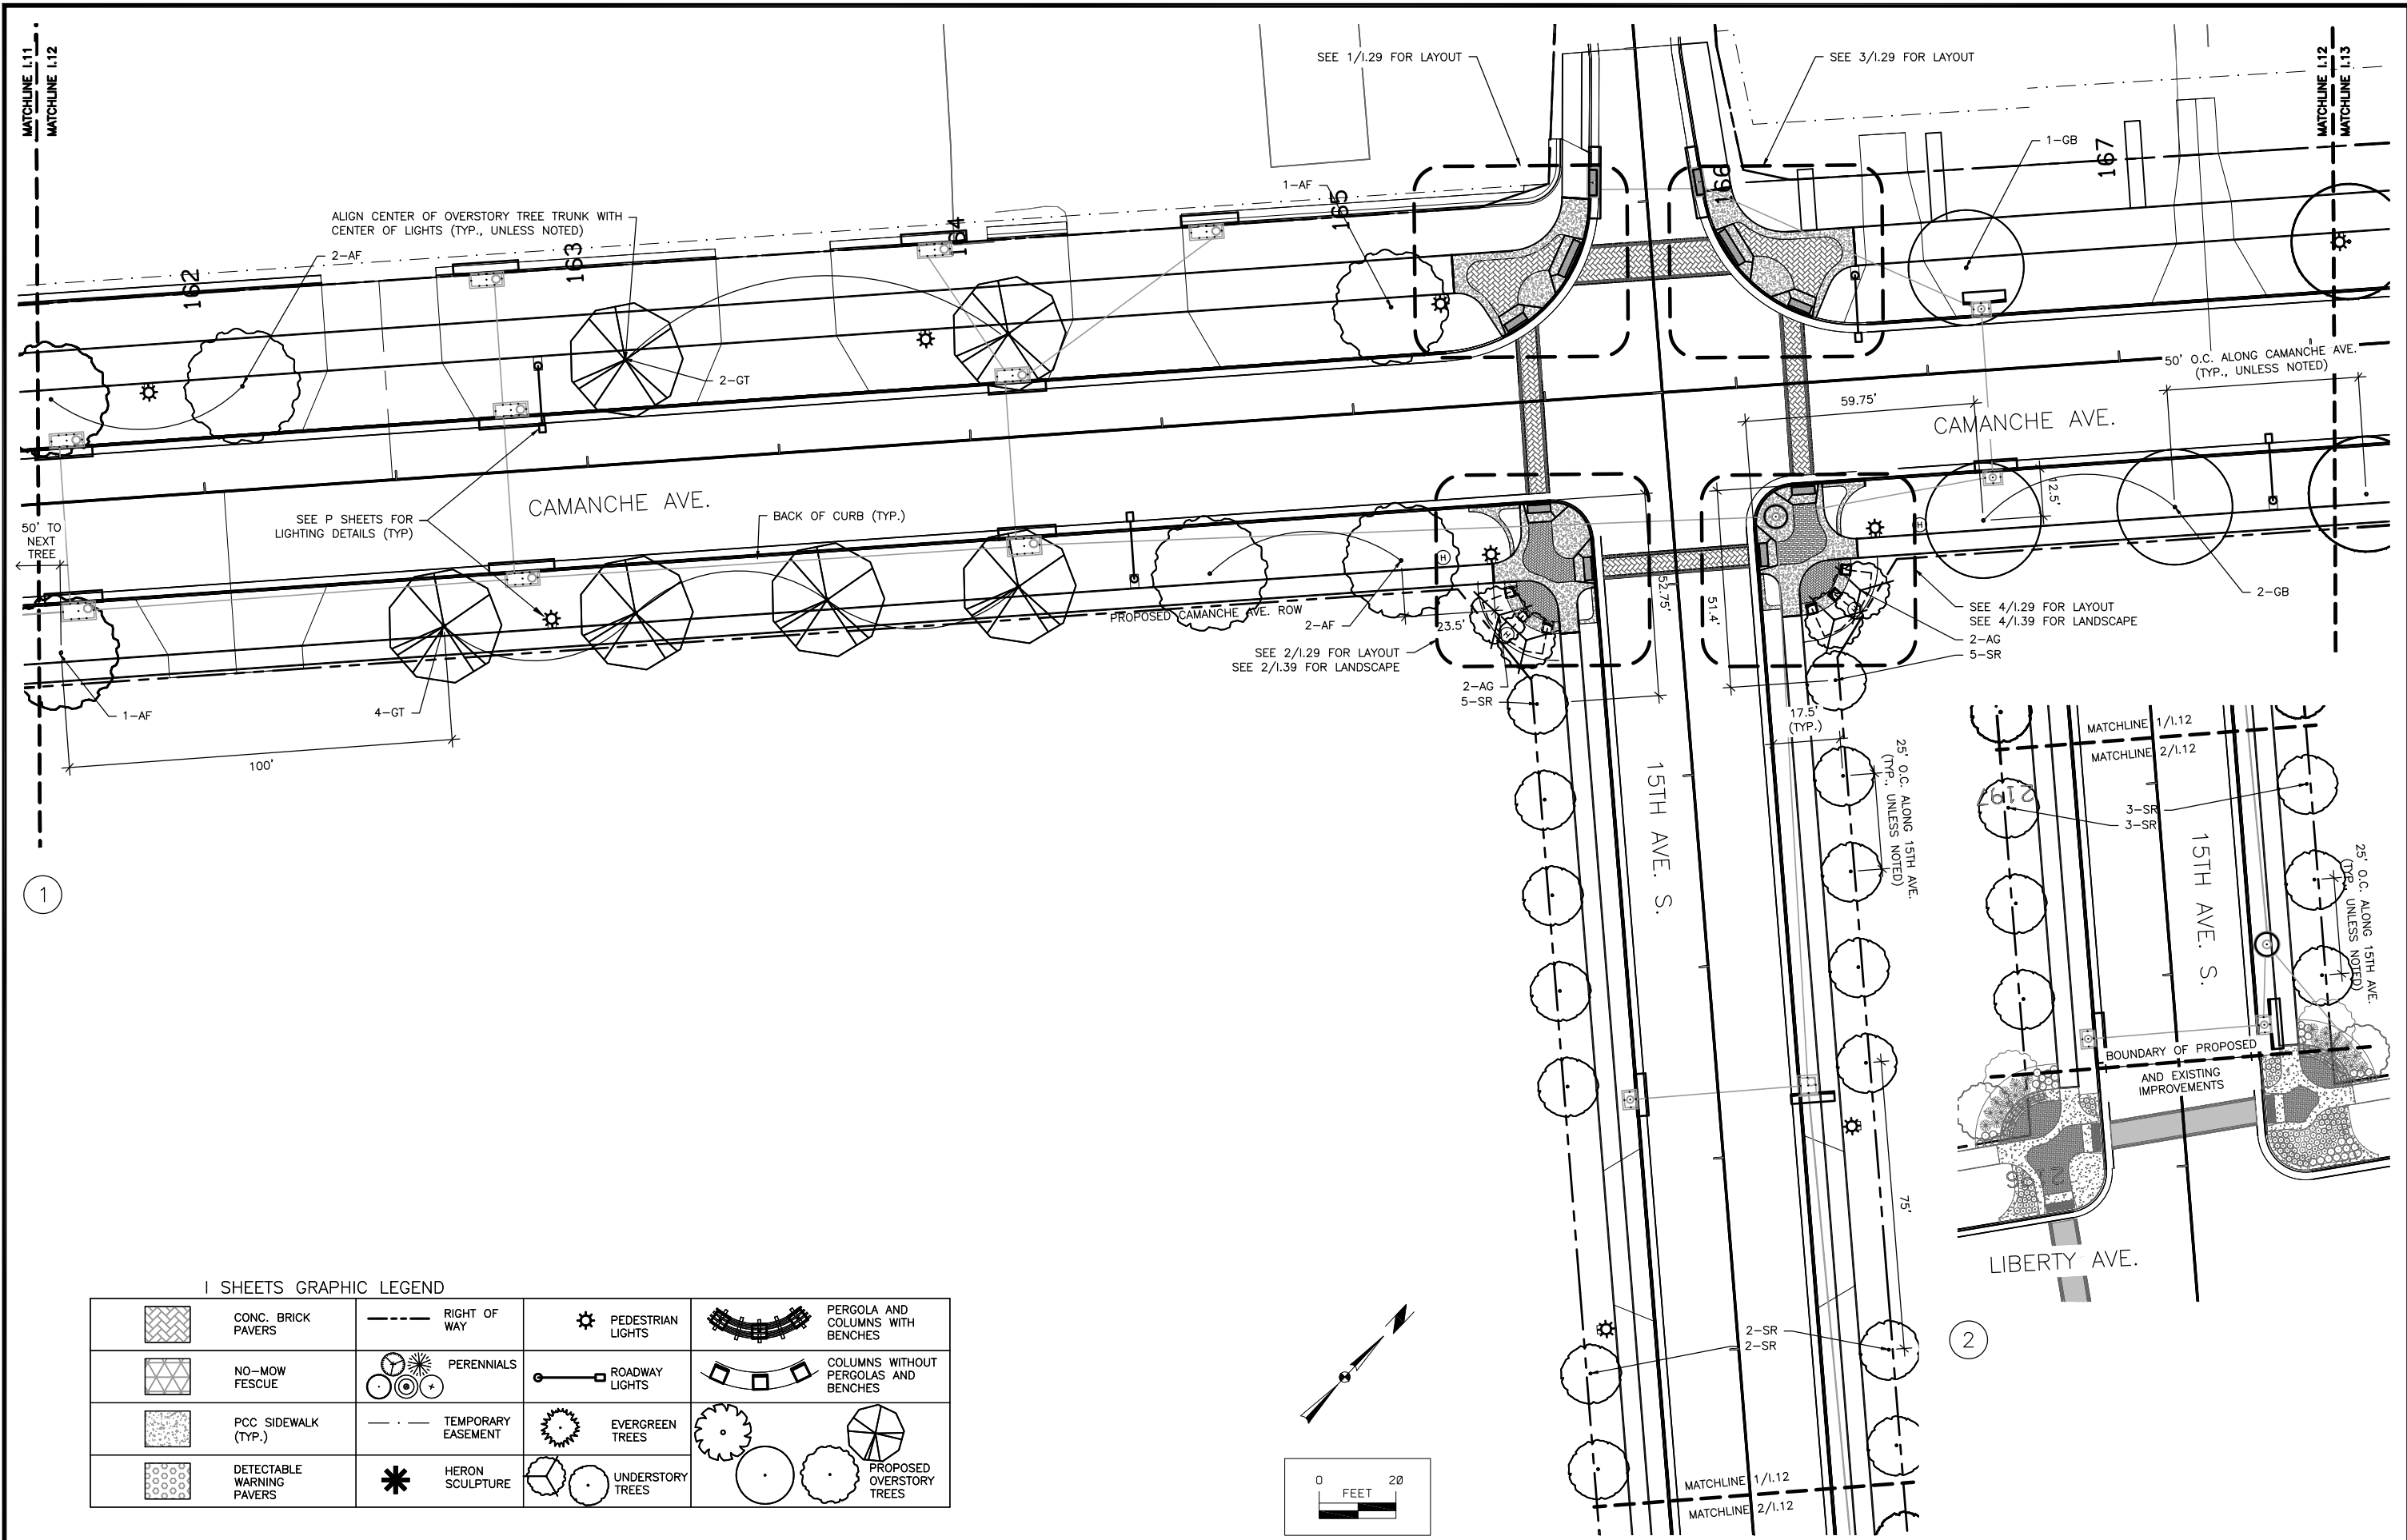 MATCHLINE I.11
MATCHLINE I.12
SEE 1/I.29 FOR LAYOUT
SEE 3/I.29 FOR LAYOUT
MATCHLINE I.12
MATCHLINE I.13
1-GB
167
166
1-AF
165
ALIGN CENTER OF OVERSTORY TREE TRUNK WITH
CENTER OF LIGHTS (TYP., UNLESS NOTED)
2-AF
162
163
164
2-GT
50' O.C. ALONG CAMANCHE AVE.
(TYP., UNLESS NOTED)
59.75'
CAMANCHE AVE.
CAMANCHE AVE.
12.5'
SEE P SHEETS FOR
LIGHTING DETAILS (TYP)
BACK OF CURB (TYP.)
50' TO
NEXT
TREE
H
H
H
H
PROPOSED CAMANCHE AVE. ROW
2-AF
23.5'
52.75'
51.4'
2-GB
SEE 4/I.29 FOR LAYOUT
SEE 4/I.39 FOR LANDSCAPE
2-AG
5-SR
SEE 2/I.29 FOR LAYOUT
SEE 2/I.39 FOR LANDSCAPE
2-AG
5-SR
1-AF
4-GT
100'
17.5'
(TYP.)
25' O.C. ALONG 15TH AVE.
(TYP., UNLESS NOTED)
15TH AVE. S.
MATCHLINE 1/I.12
MATCHLINE 2/I.12
2197
3-SR
3-SR
15TH AVE. S.
25' O.C. ALONG 15TH AVE.
(TYP., UNLESS NOTED)
1
BOUNDARY OF PROPOSED
AND EXISTING
IMPROVEMENTS
2196
75'
LIBERTY AVE.
2-SR
2-SR
2
MATCHLINE 1/I.12
MATCHLINE 2/I.12
I SHEETS GRAPHIC LEGEND
CONC. BRICK
PAVERS
RIGHT OF
WAY
PEDESTRIAN
LIGHTS
PERGOLA AND
COLUMNS WITH
BENCHES
NO-MOW
FESCUE
PERENNIALS
ROADWAY
LIGHTS
COLUMNS WITHOUT
PERGOLAS AND
BENCHES
PCC SIDEWALK
(TYP.)
TEMPORARY
EASEMENT
EVERGREEN
TREES
DETECTABLE
WARNING
PAVERS
HERON
SCULPTURE
UNDERSTORY
TREES
PROPOSED
OVERSTORY
TREES
0 20
FEET